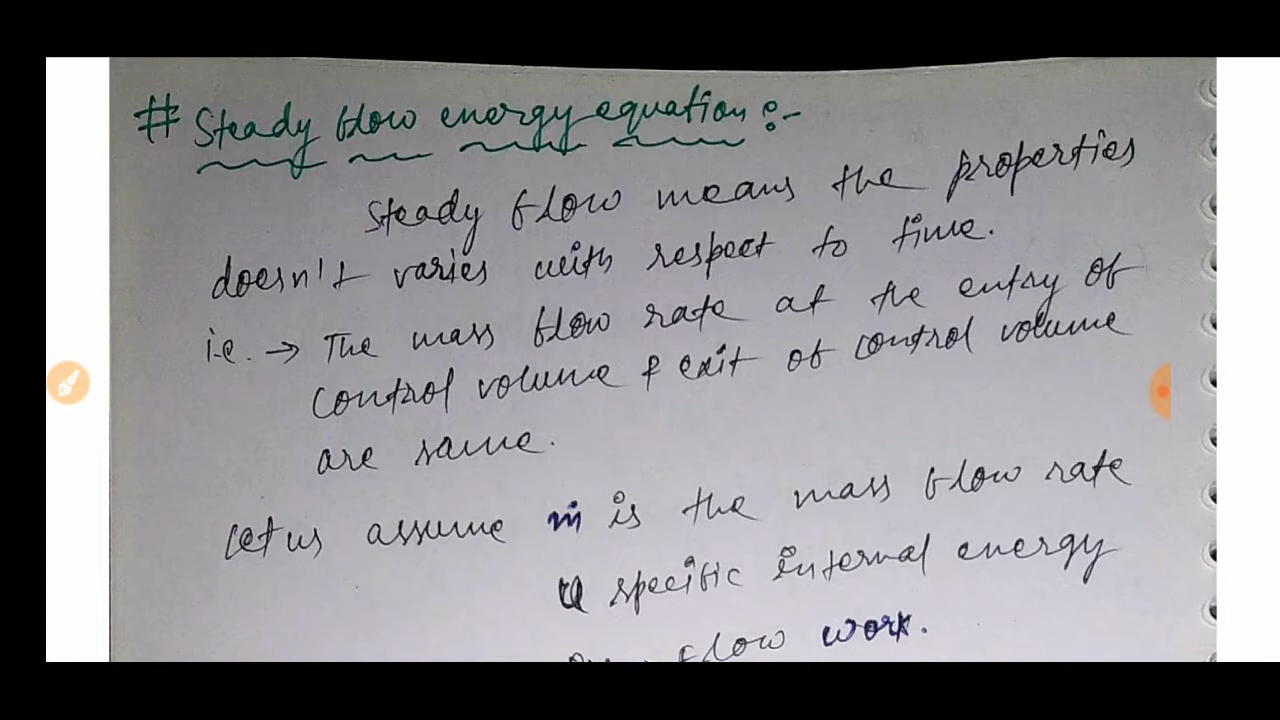 # Steady flow energy equation :-
Steady flow means the properties
doesn't varies with respect to time.
i.e. → The mass flow rate at the entry of
control volume & exit of control volume
are same.
Let us assume ṁ is the mass flow rate
u specific internal energy
flow work.